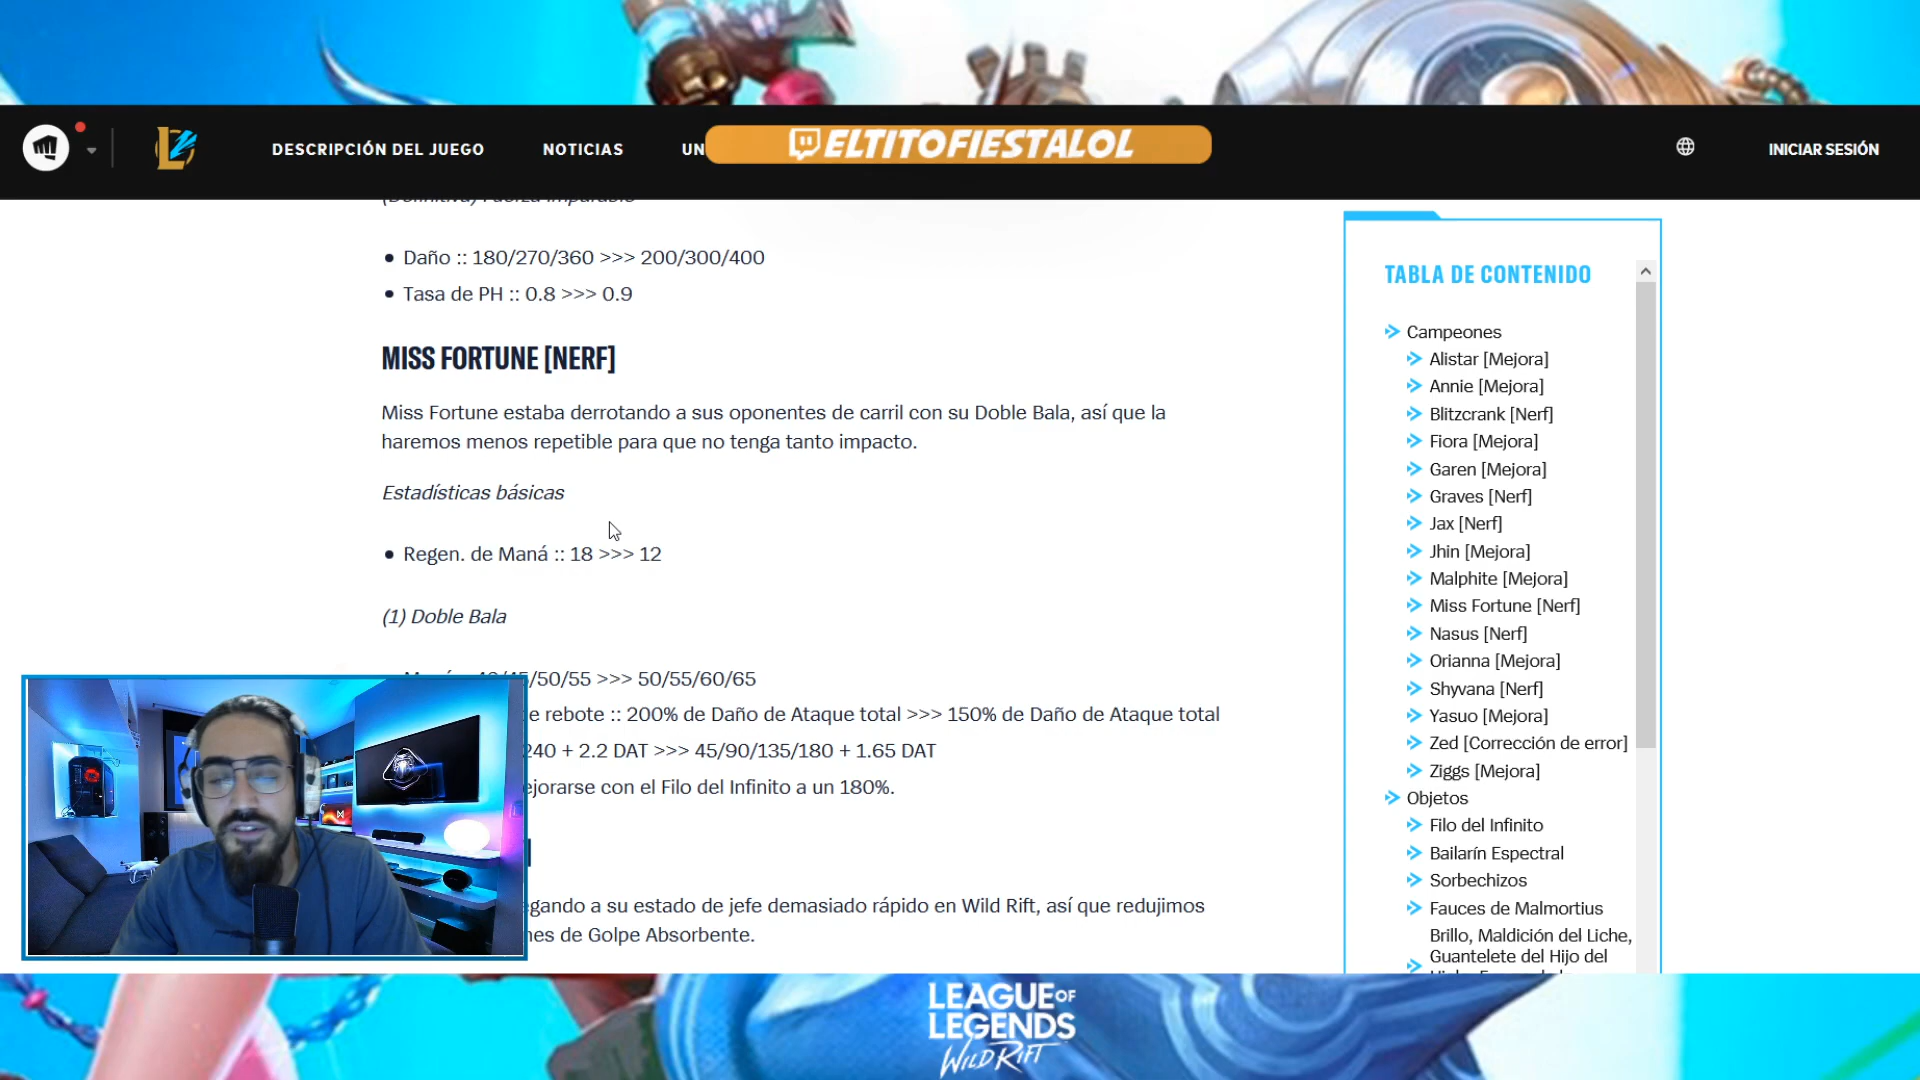 DESCRIPCIÓN DEL JUEGO
NOTICIAS
UN
ELTITOFIESTALOL
INICIAR SESIÓN
(Definitiva) Fuerza Imparable
Daño :: 180/270/360 >>> 200/300/400
Tasa de PH :: 0.8 >>> 0.9
MISS FORTUNE [NERF]
Miss Fortune estaba derrotando a sus oponentes de carril con su Doble Bala, así que la
haremos menos repetible para que no tenga tanto impacto.
Estadísticas básicas
Regen. de Maná :: 18 >>> 12
(1) Doble Bala
/50/55 >>> 50/55/60/65
e rebote :: 200% de Daño de Ataque total >>> 150% de Daño de Ataque total
240 + 2.2 DAT >>> 45/90/135/180 + 1.65 DAT
ejorarse con el Filo del Infinito a un 180%.
egando a su estado de jefe demasiado rápido en Wild Rift, así que redujimos
nes de Golpe Absorbente.
TABLA DE CONTENIDO
Campeones
Alistar [Mejora]
Annie [Mejora]
Blitzcrank [Nerf]
Fiora [Mejora]
Garen [Mejora]
Graves [Nerf]
Jax [Nerf]
Jhin [Mejora]
Malphite [Mejora]
Miss Fortune [Nerf]
Nasus [Nerf]
Orianna [Mejora]
Shyvana [Nerf]
Yasuo [Mejora]
Zed [Corrección de error]
Ziggs [Mejora]
Objetos
Filo del Infinito
Bailarín Espectral
Sorbechizos
Fauces de Malmortius
Brillo, Maldición del Liche,
Guantelete del Hijo del
LEAGUE OF
LEGENDS
WILD RIFT